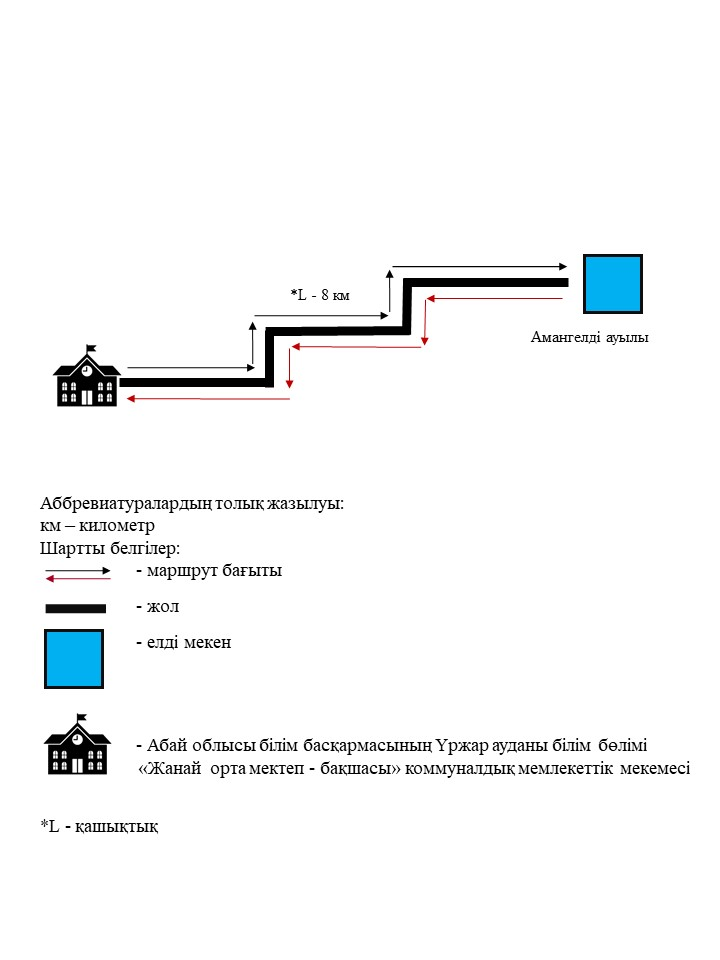 *L - 8 км
Амангелді ауылы
Аббревиатуралардың толық жазылуы:
км – километр
Шартты белгілер:
- маршрут бағыты
- жол
- елді мекен
- Абай облысы білім басқармасының Үржар ауданы білім бөлімі
«Жанай орта мектеп - бақшасы» коммуналдық мемлекеттік мекемесі
*L - қашықтық